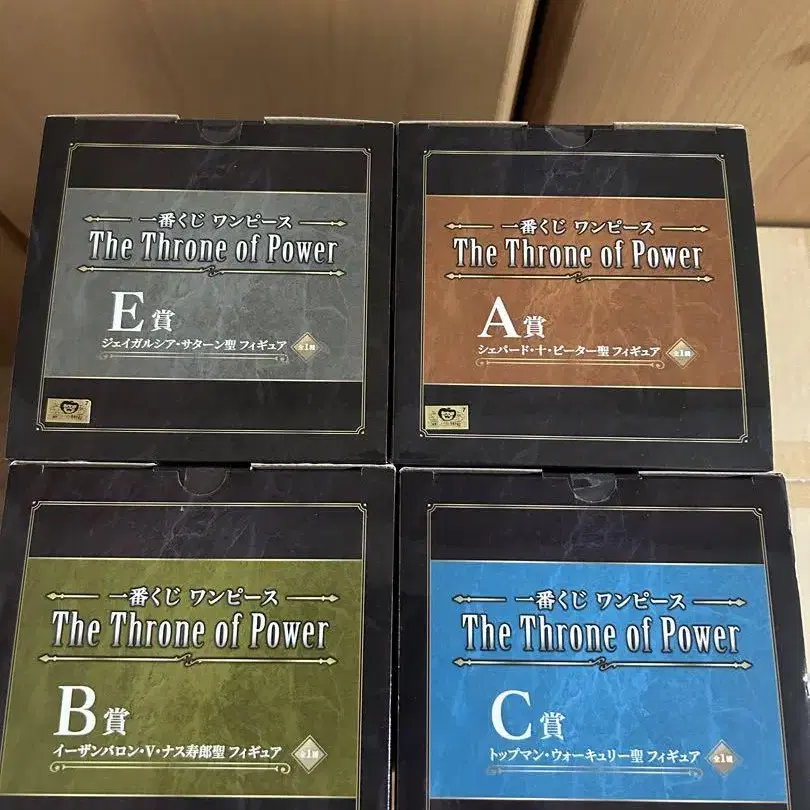 一番くじ ワンピース
The Throne of Power
E賞
ジェイガルシア・サターン聖 フィギュア
全1種
一番くじ ワンピース
The Throne of Power
A賞
シェパード・十・ピーター聖 フィギュア
全1種
一番くじ ワンピース
The Throne of Power
B賞
イーザンバロン・V・ナス寿郎聖 フィギュア
全1種
一番くじ ワンピース
The Throne of Power
C賞
トップマン・ウォーキュリー聖 フィギュア
全1種